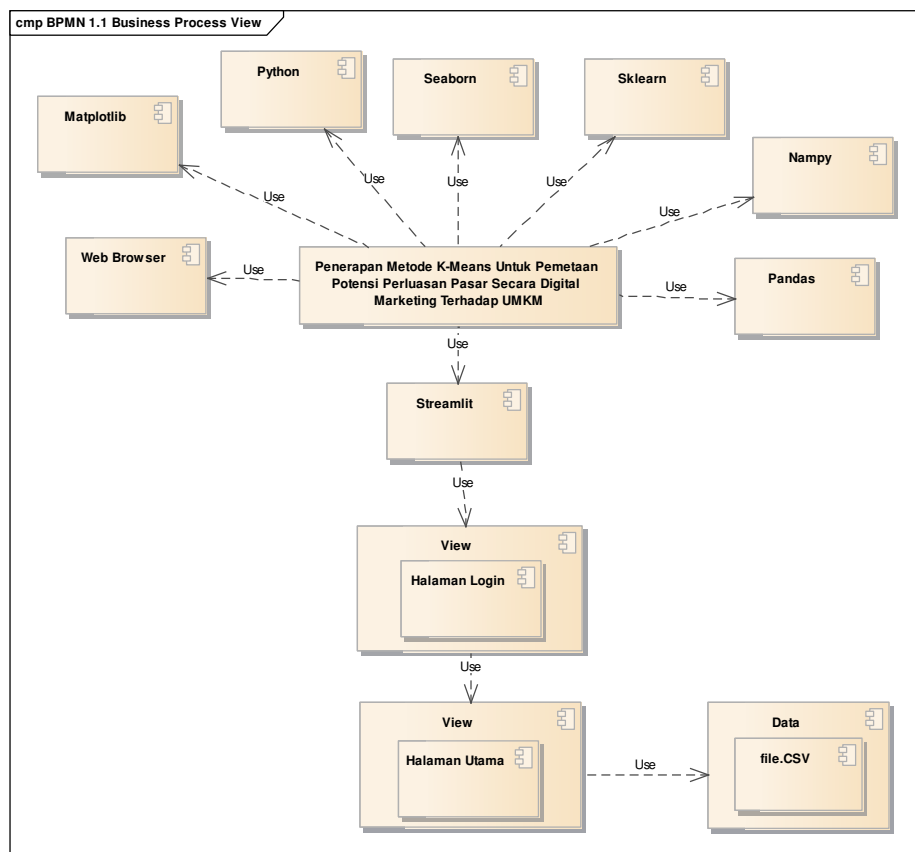 cmp BPMN 1.1 Business Process View
Python
Seaborn
Sklearn
Matplotlib
Nampy
Use
Use
Use
Use
Use
Web Browser
Use
Penerapan Metode K-Means Untuk Pemetaan
Potensi Perluasan Pasar Secara Digital
Marketing Terhadap UMKM
Pandas
Use
Use
Streamlit
Use
View
Halaman Login
Use
View
Halaman Utama
Use
Data
file.CSV